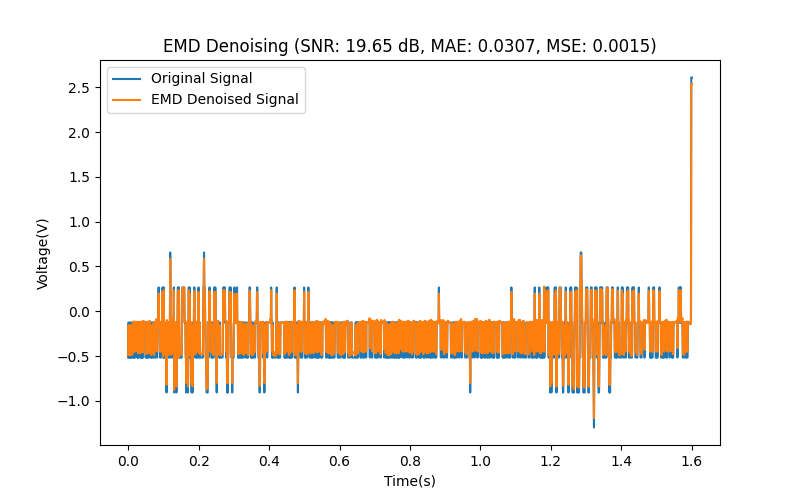 EMD Denoising (SNR: 19.65 dB, MAE: 0.0307, MSE: 0.0015)
Original Signal
EMD Denoised Signal
2.5
2.0
1.5
1.0
0.5
0.0
−0.5
−1.0
Voltage(V)
0.0 0.2 0.4 0.6 0.8 1.0 1.2 1.4 1.6
Time(s)